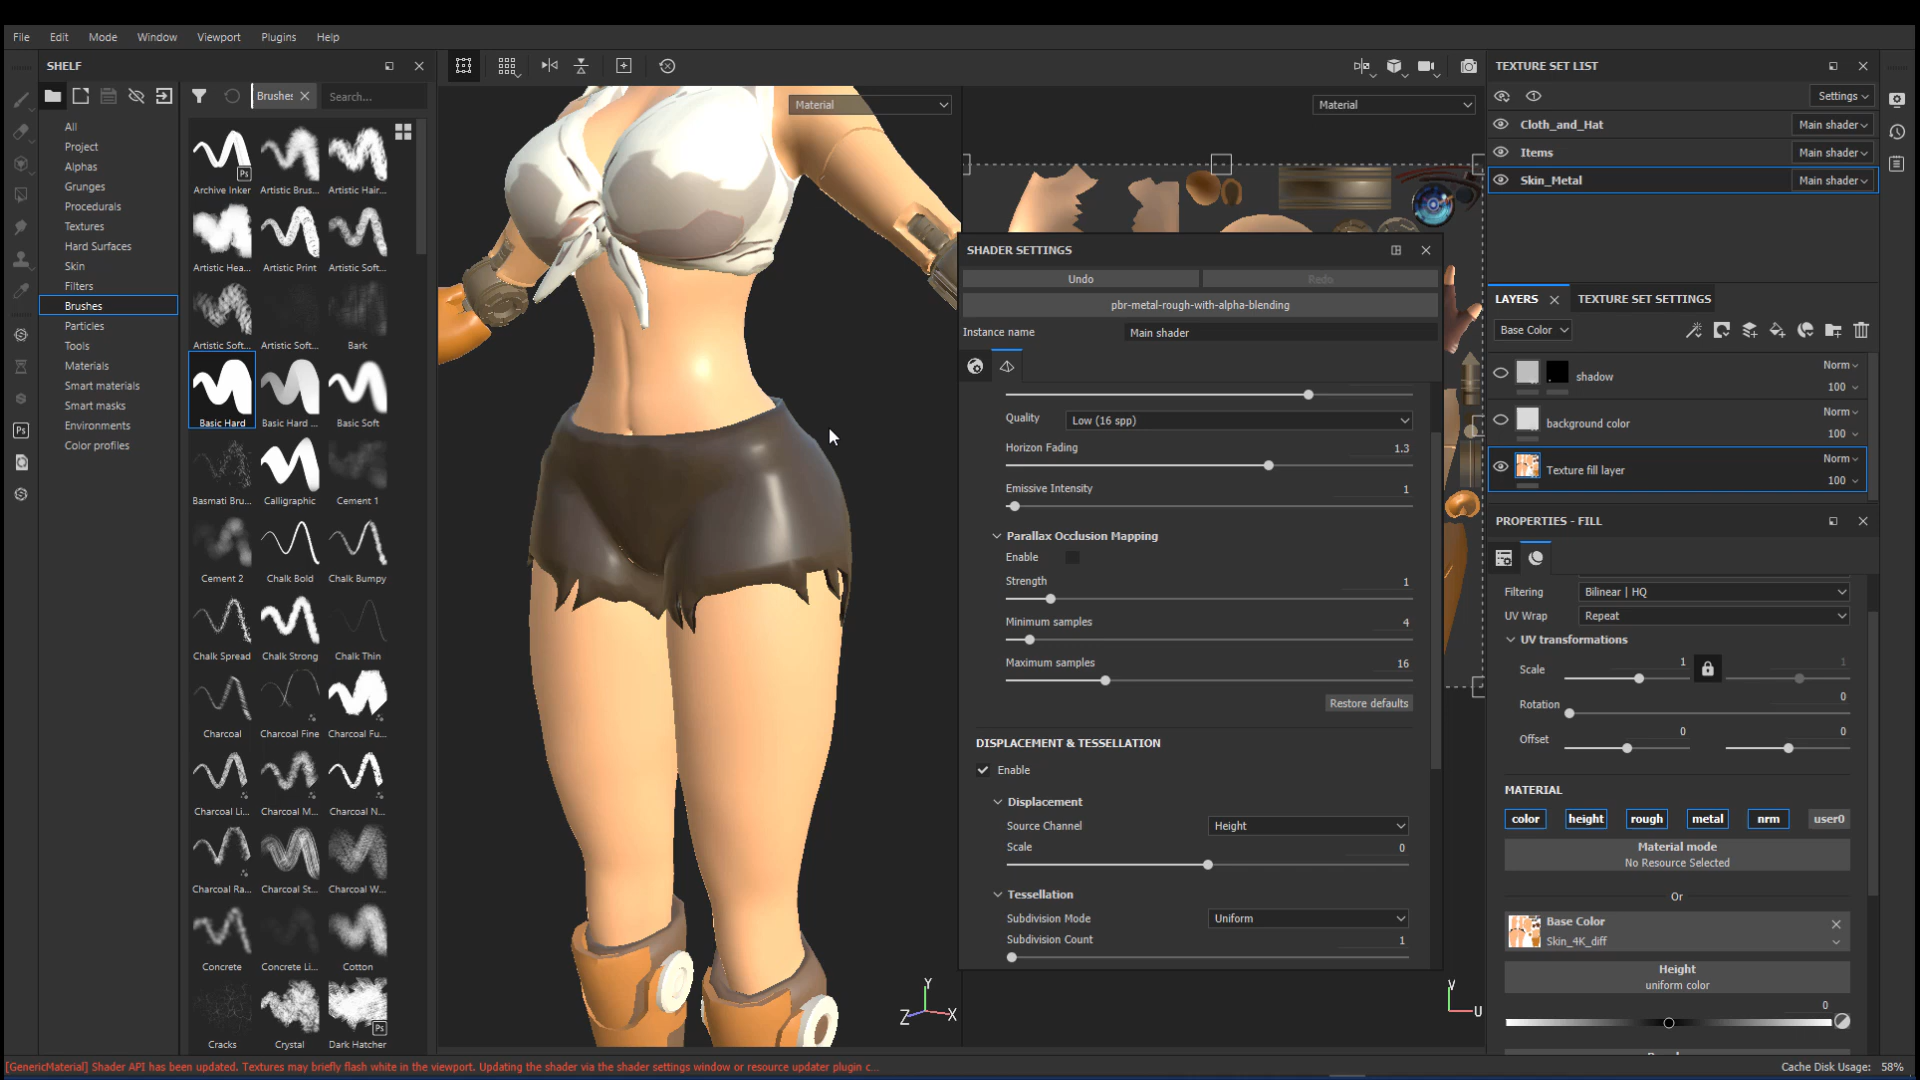 File Edit Mode Window Viewport Plugins Help
SHELF
Brushes
Search...
All
Project
Alphas
Grunges
Procedurals
Textures
Hard Surfaces
Skin
Filters
Brushes
Particles
Tools
Materials
Smart materials
Smart masks
Environments
Color profiles
Archive Inker Artistic Brus... Artistic Hair...
Artistic Hea... Artistic Print Artistic Soft...
Artistic Soft... Artistic Soft... Bark
Basic Hard Basic Hard ... Basic Soft
Basmati Bru... Calligraphic Cement 1
Cement 2 Chalk Bold Chalk Bumpy
Chalk Spread Chalk Strong Chalk Thin
Charcoal Charcoal Fine Charcoal Fu...
Charcoal Li... Charcoal M... Charcoal N...
Charcoal Ra... Charcoal St... Charcoal W...
Concrete Concrete Li... Cotton
Cracks Crystal Dark Hatcher
Ps
Ps
Ps
Material
Material
Y
Z
X
V
U
SHADER SETTINGS
Undo Redo
pbr-metal-rough-with-alpha-blending
Instance name Main shader
Quality Low (16 spp)
Horizon Fading 1.3
Emissive Intensity 1
Parallax Occlusion Mapping
Enable
Strength 1
Minimum samples 4
Maximum samples 16
Restore defaults
DISPLACEMENT & TESSELLATION
Enable
Displacement
Source Channel Height
Scale 0
Tessellation
Subdivision Mode Uniform
Subdivision Count 1
TEXTURE SET LIST
Settings
Cloth_and_Hat Main shader
Items Main shader
Skin_Metal Main shader
LAYERS TEXTURE SET SETTINGS
Base Color
shadow Norm 100
background color Norm 100
Texture fill layer Norm 100
PROPERTIES - FILL
Filtering Bilinear | HQ
UV Wrap Repeat
UV transformations
Scale 1 1
Rotation 0
Offset 0 0
MATERIAL
color height rough metal nrm user0
Material mode
No Resource Selected
Or
Base Color
Skin_4K_diff
Height
uniform color
0
[GenericMaterial] Shader API has been updated. Textures may briefly flash white in the viewport. Updating the shader via the shader settings window or resource updater plugin c...
Cache Disk Usage: 58%